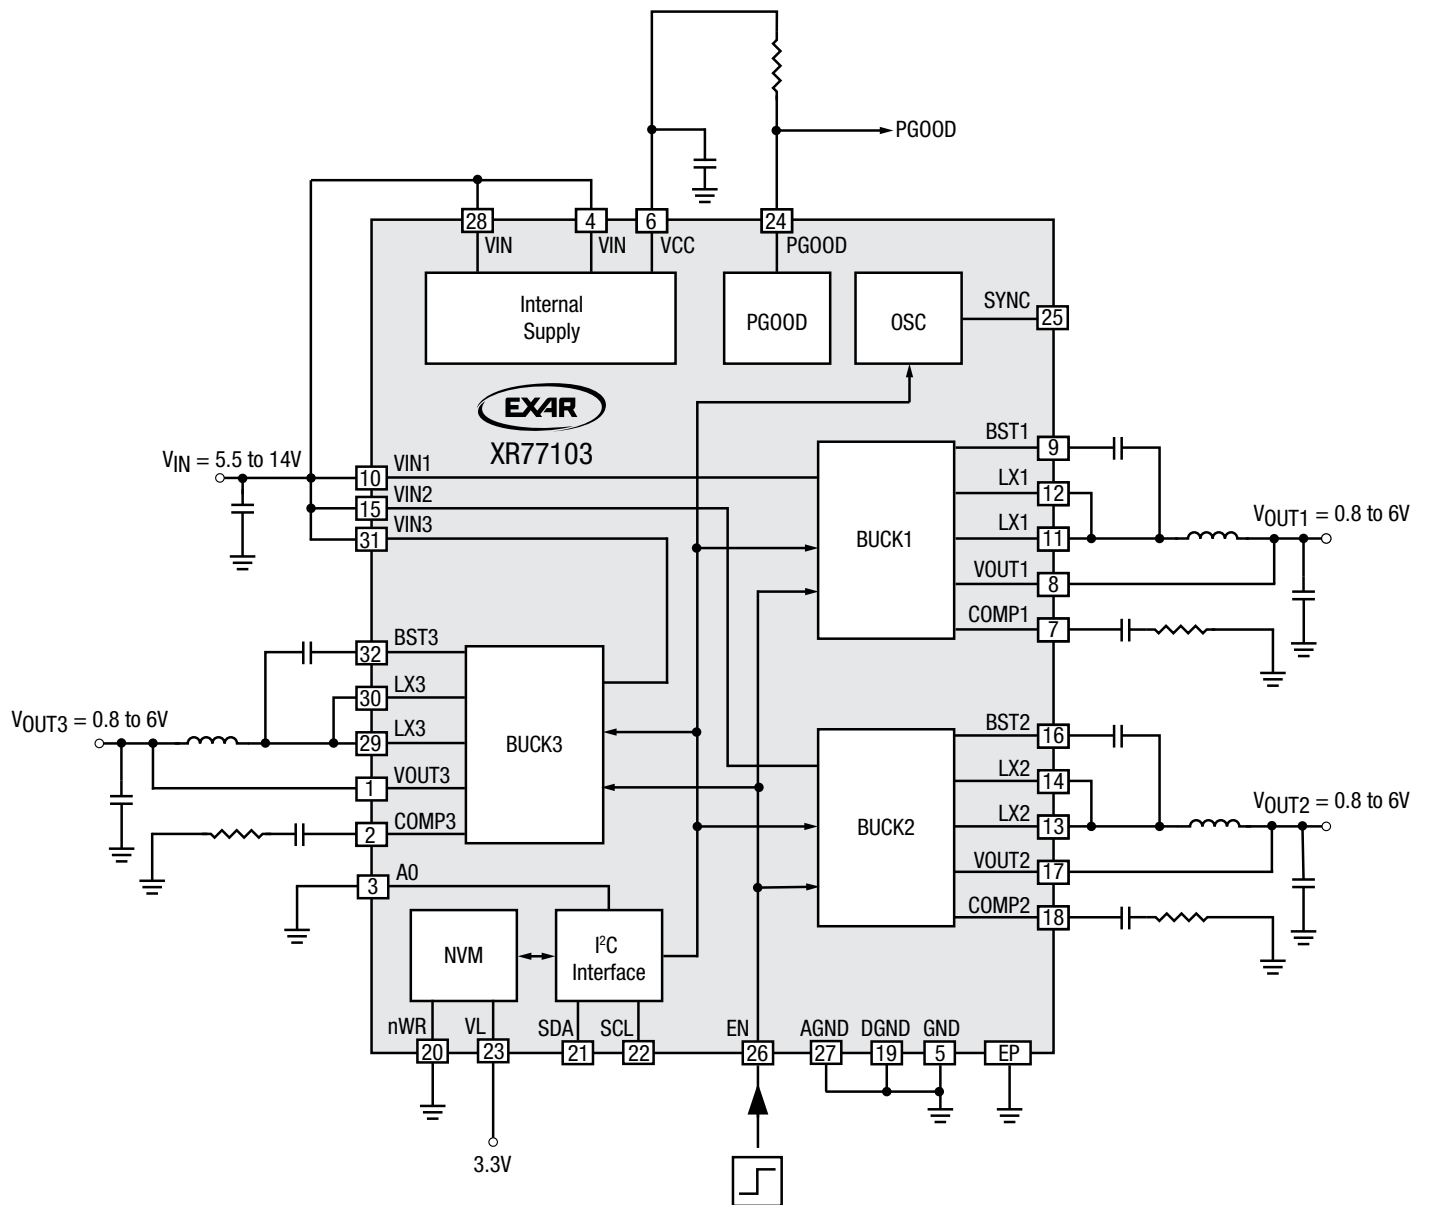 PGOOD
28
4
6
24
VIN
VIN
VCC
PGOOD
Internal
Supply
PGOOD
OSC
SYNC
25
EXAR
XR77103
VIN = 5.5 to 14V
10
VIN1
15
VIN2
31
VIN3
BUCK1
BST1
9
LX1
12
LX1
11
VOUT1
8
COMP1
7
VOUT1 = 0.8 to 6V
32
BST3
30
LX3
29
LX3
1
VOUT3
2
COMP3
VOUT3 = 0.8 to 6V
BUCK3
BUCK2
BST2
16
LX2
14
LX2
13
VOUT2
17
COMP2
18
VOUT2 = 0.8 to 6V
3
A0
NVM
I²C
Interface
nWR
VL
SDA
SCL
EN
AGND
DGND
GND
20
23
21
22
26
27
19
5
EP
3.3V